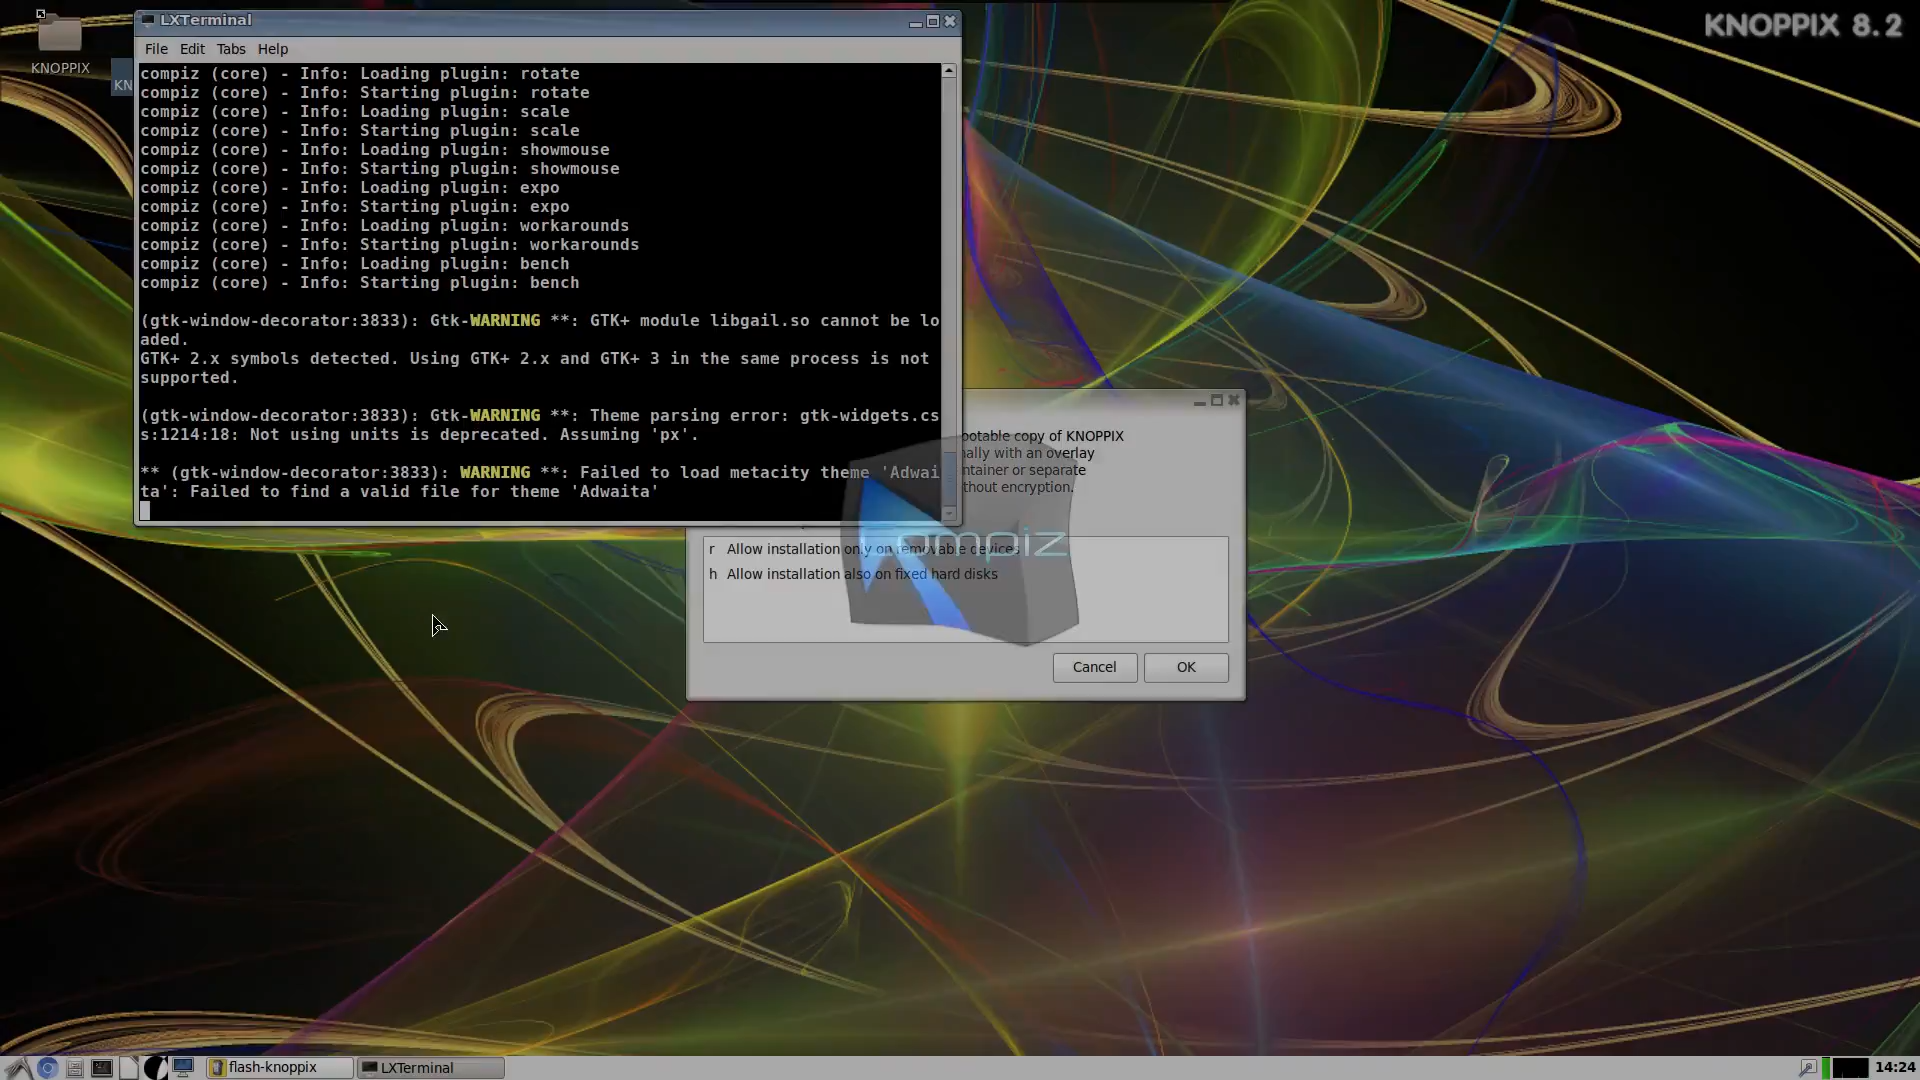 LXTerminal
KNOPPIX 8.2
KNOPPIX
KN
File Edit Tabs Help
compiz (core) - Info: Loading plugin: rotate
compiz (core) - Info: Starting plugin: rotate
compiz (core) - Info: Loading plugin: scale
compiz (core) - Info: Starting plugin: scale
compiz (core) - Info: Loading plugin: showmouse
compiz (core) - Info: Starting plugin: showmouse
compiz (core) - Info: Loading plugin: expo
compiz (core) - Info: Starting plugin: expo
compiz (core) - Info: Loading plugin: workarounds
compiz (core) - Info: Starting plugin: workarounds
compiz (core) - Info: Loading plugin: bench
compiz (core) - Info: Starting plugin: bench
(gtk-window-decorator:3833): Gtk-WARNING **: GTK+ module libgail.so cannot be lo
aded.
GTK+ 2.x symbols detected. Using GTK+ 2.x and GTK+ 3 in the same process is not
supported.
(gtk-window-decorator:3833): Gtk-WARNING **: Theme parsing error: gtk-widgets.cs
s:1214:18: Not using units is deprecated. Assuming 'px'.
** (gtk-window-decorator:3833): WARNING **: Failed to load metacity theme 'Adwai
ta': Failed to find a valid file for theme 'Adwaita'
otable copy of KNOPPIX
nally with an overlay
ntainer or separate
thout encryption.
compiz
r Allow installation only on removable devices
h Allow installation also on fixed hard disks
Cancel OK
flash-knoppix
LXTerminal
14:24